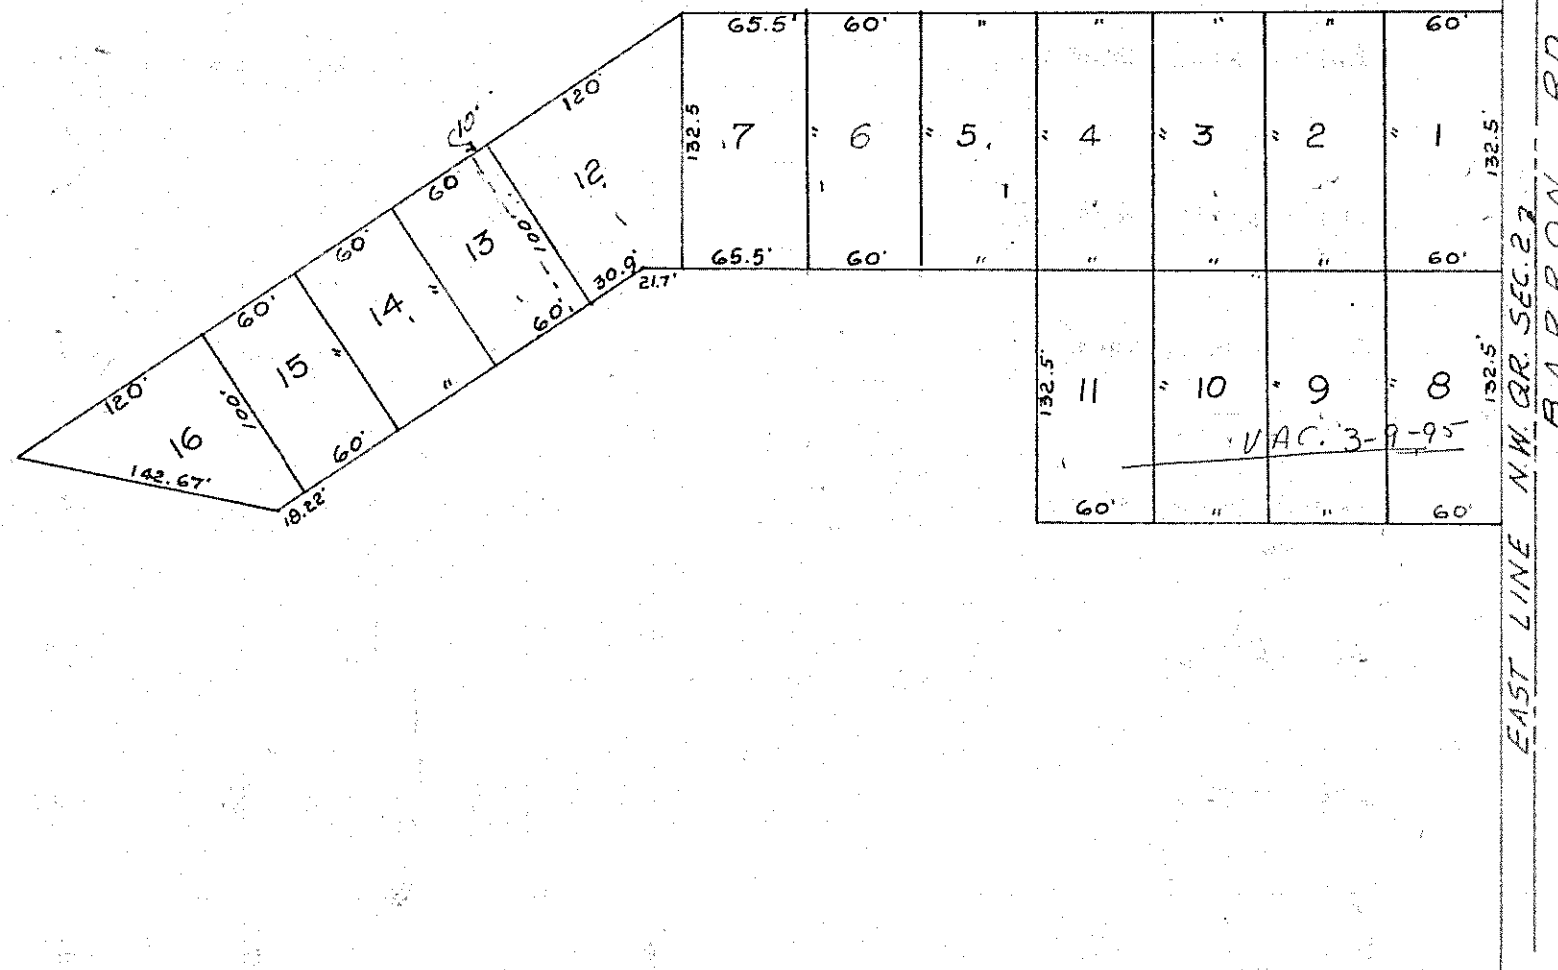 65.5' 60' " " " " 60'
132.5 7 " 6 " 5 " 4 " 3 " 2 " 1 132.5'
65.5' 60' " " " " 60'
120' 12 30.9' 21.7'
10'
60' 13 100' 60'
60' 14 " "
60' 15 " 60'
120' 16 100'
142.67' 19.22'
132.5' 11 " 10 " 9 " 8 132.5'
VAC. 3-9-95
60' " " 60'
EAST LINE N.W. QR. SEC. 27
BARRON RD